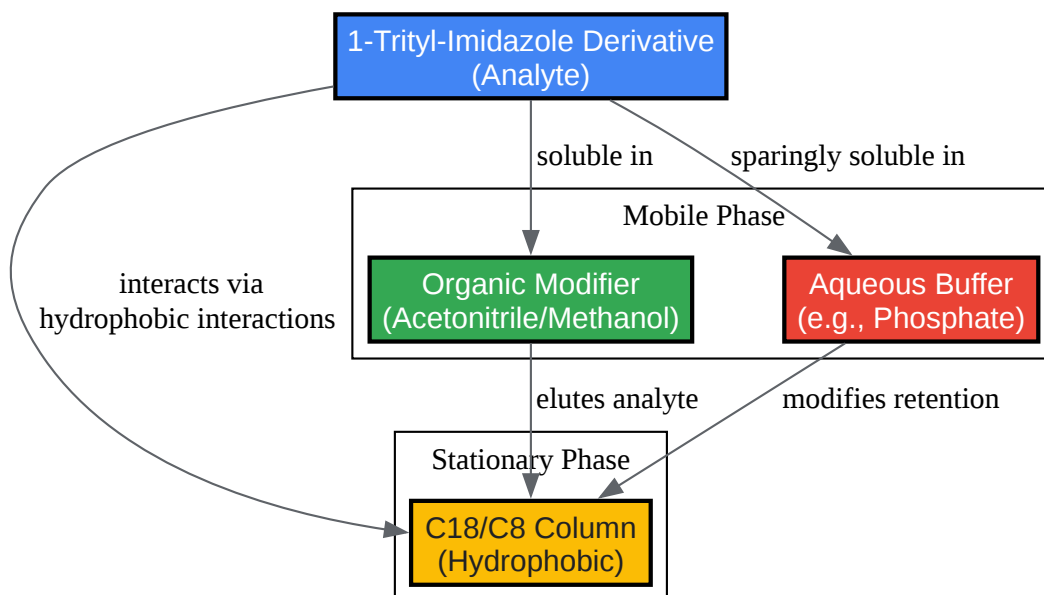 1-Trityl-Imidazole Derivative
(Analyte)
soluble in
sparingly soluble in
Mobile Phase
interacts via
hydrophobic interactions
Organic Modifier
(Acetonitrile/Methanol)
Aqueous Buffer
(e.g., Phosphate)
elutes analyte
modifies retention
Stationary Phase
C18/C8 Column
(Hydrophobic)